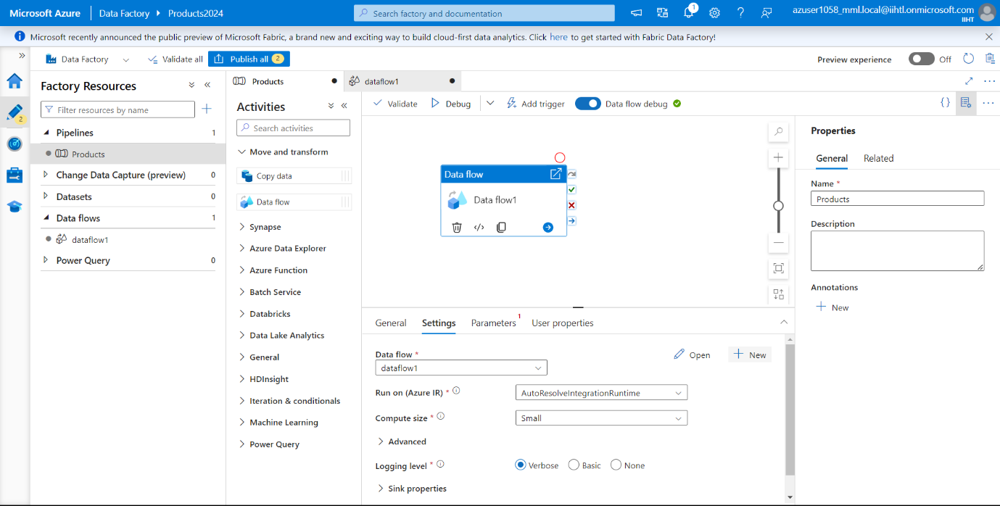 Microsoft Azure
Data Factory
Products2024
Search factory and documentation
1
azuser1058_mml.local@iihtl.onmicrosoft.com
IIHT
Microsoft recently announced the public preview of Microsoft Fabric, a brand new and exciting way to build cloud-first data analytics. Click here to get started with Fabric Data Factory!
Data Factory
Validate all
Publish all 2
Preview experience
Off
2
Factory Resources
Filter resources by name
Pipelines 1
Products
Change Data Capture (preview) 0
Datasets 0
Data flows 1
dataflow1
Power Query 0
Products
dataflow1
Activities
Search activities
Move and transform
Copy data
Data flow
Synapse
Azure Data Explorer
Azure Function
Batch Service
Databricks
Data Lake Analytics
General
HDInsight
Iteration & conditionals
Machine Learning
Power Query
Validate
Debug
Add trigger
Data flow debug
Data flow
Data flow1
General
Settings
Parameters 1
User properties
Data flow *
dataflow1
Open
New
Run on (Azure IR) *
AutoResolveIntegrationRuntime
Compute size *
Small
Advanced
Logging level *
Verbose
Basic
None
Sink properties
Properties
General
Related
Name *
Products
Description
Annotations
New